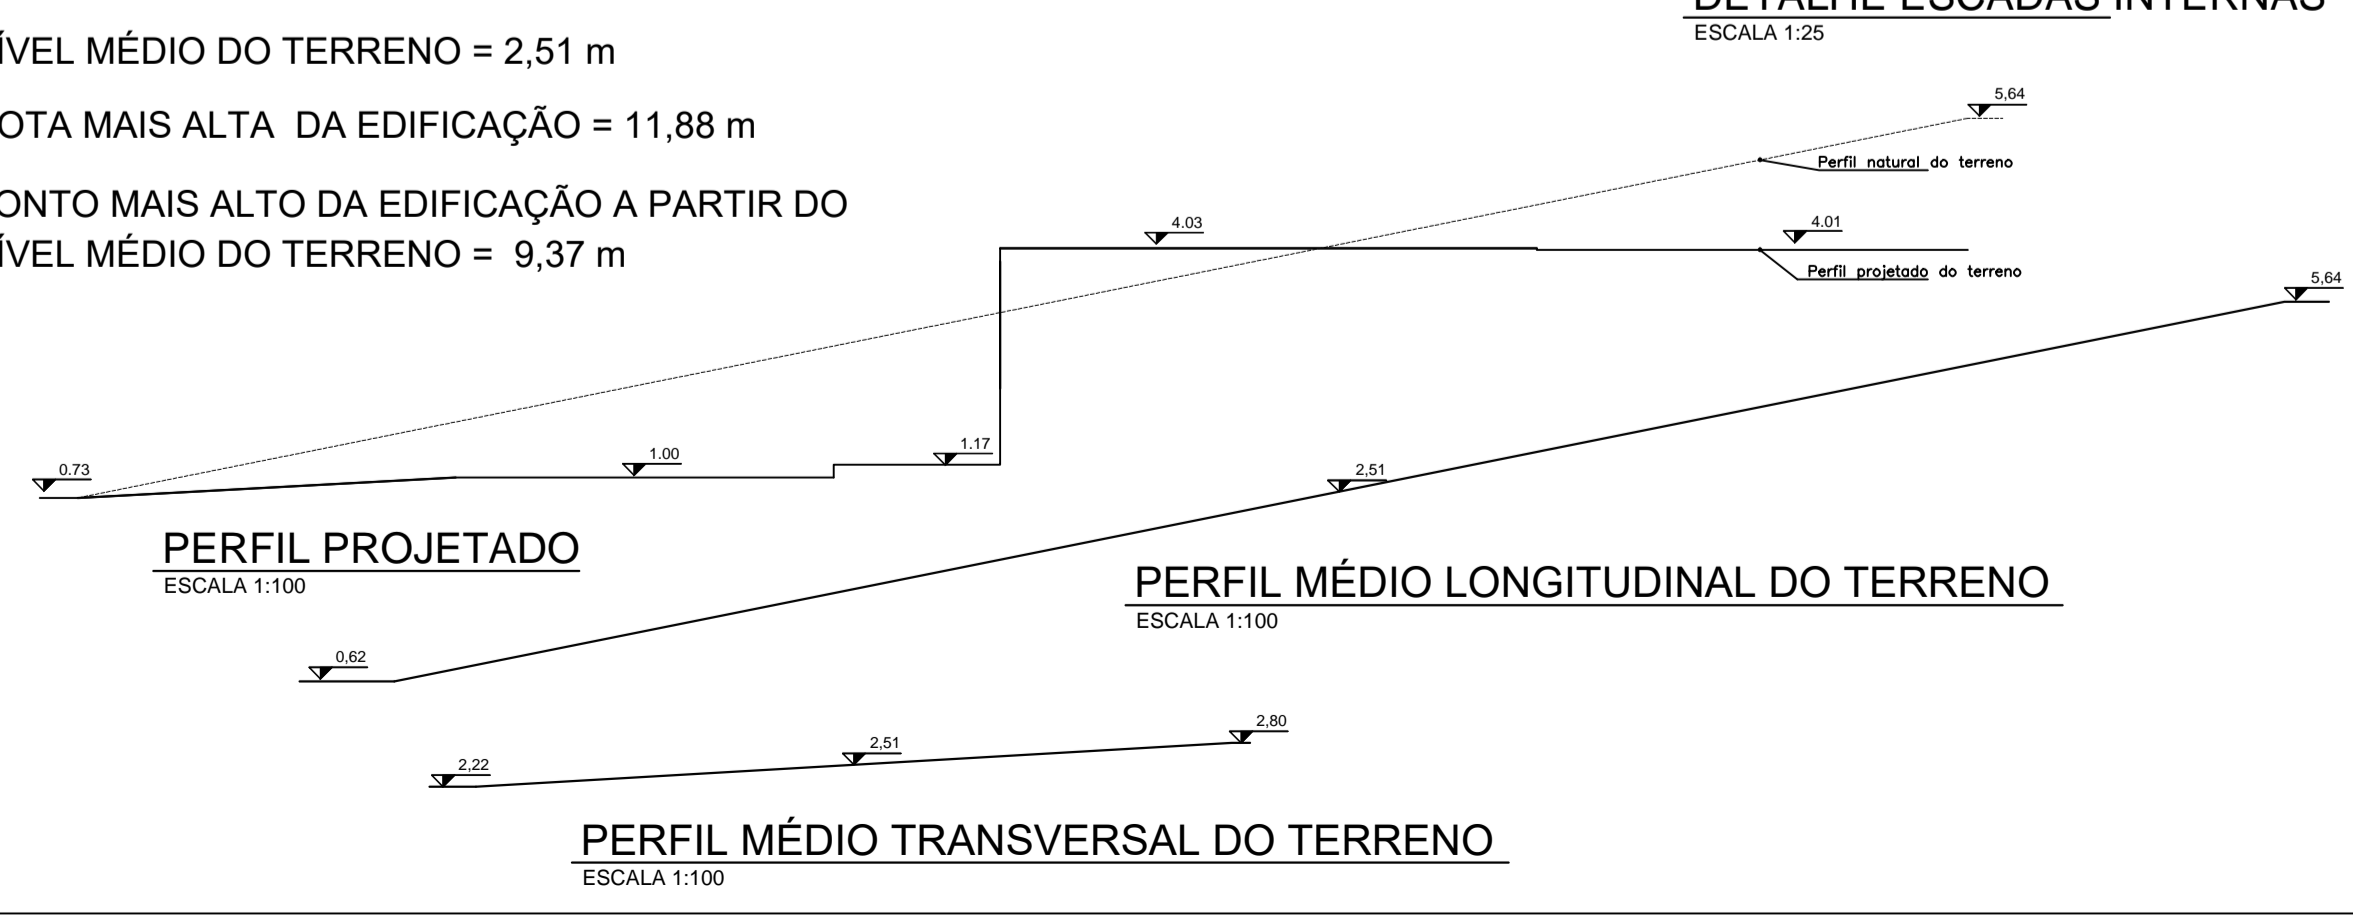 DETALHE ESCADAS INTERNAS
ESCALA 1:25
ÍVEL MÉDIO DO TERRENO = 2,51 m
OTA MAIS ALTA DA EDIFICAÇÃO = 11,88 m
ONTO MAIS ALTO DA EDIFICAÇÃO A PARTIR DO
ÍVEL MÉDIO DO TERRENO = 9,37 m
5,64
Perfil natural do terreno
4.03
4.01
Perfil projetado do terreno
0.73
1.00
1.17
PERFIL PROJETADO
ESCALA 1:100
5,64
2,51
0,62
PERFIL MÉDIO LONGITUDINAL DO TERRENO
ESCALA 1:100
2,22
2,51
2,80
PERFIL MÉDIO TRANSVERSAL DO TERRENO
ESCALA 1:100